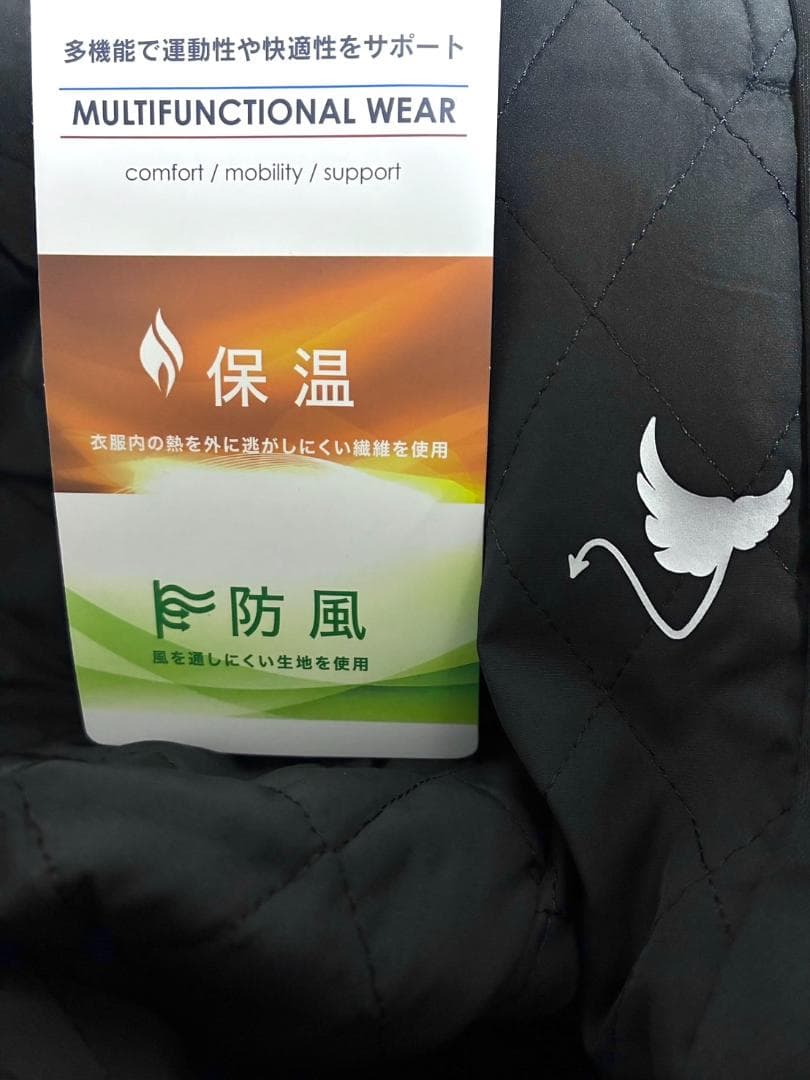 多機能で運動性や快適性をサポート
MULTIFUNCTIONAL WEAR
comfort / mobility / support
保温
衣服内の熱を外に逃がしにくい繊維を使用
防風
風を通しにくい生地を使用